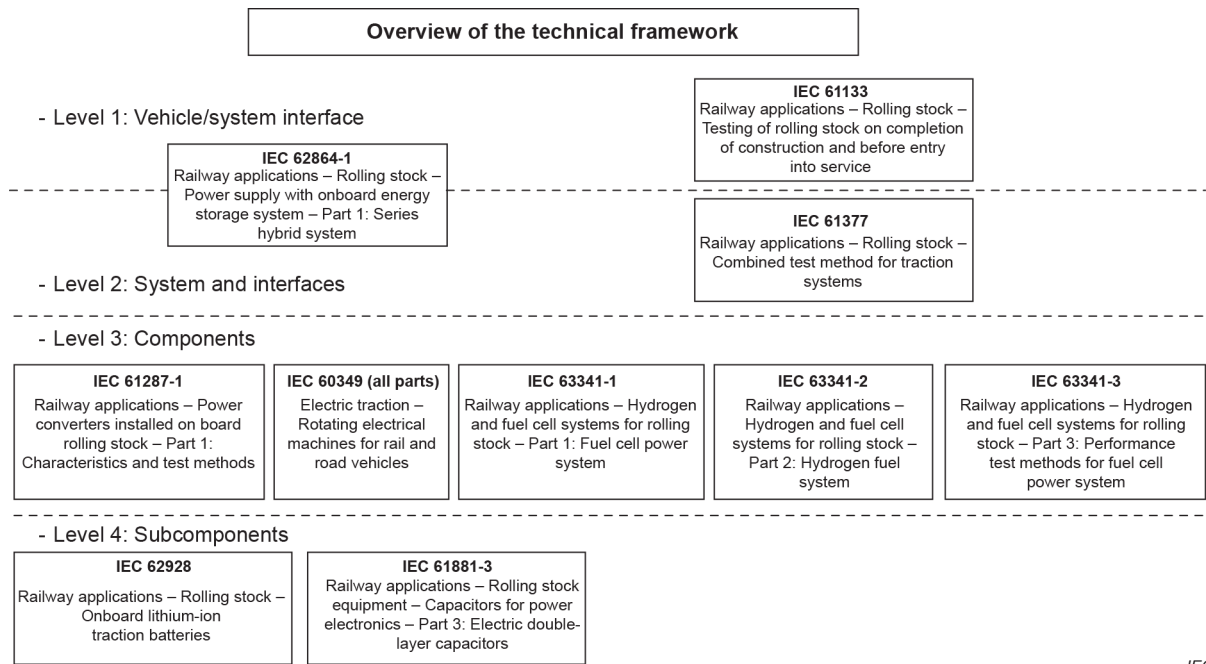 Overview of the technical framework
- Level 1: Vehicle/system interface
IEC 61133
Railway applications – Rolling stock –
Testing of rolling stock on completion
of construction and before entry
into service
IEC 62864-1
Railway applications – Rolling stock –
Power supply with onboard energy
storage system – Part 1: Series
hybrid system
IEC 61377
Railway applications – Rolling stock –
Combined test method for traction
systems
- Level 2: System and interfaces
- Level 3: Components
IEC 61287-1
Railway applications – Power
converters installed on board
rolling stock – Part 1:
Characteristics and test methods
IEC 60349 (all parts)
Electric traction –
Rotating electrical
machines for rail and
road vehicles
IEC 63341-1
Railway applications – Hydrogen
and fuel cell systems for rolling
stock – Part 1: Fuel cell power
system
IEC 63341-2
Railway applications –
Hydrogen and fuel cell
systems for rolling stock –
Part 2: Hydrogen fuel
system
IEC 63341-3
Railway applications – Hydrogen
and fuel cell systems for rolling
stock – Part 3: Performance
test methods for fuel cell
power system
- Level 4: Subcomponents
IEC 62928
Railway applications – Rolling stock –
Onboard lithium-ion
traction batteries
IEC 61881-3
Railway applications – Rolling stock
equipment – Capacitors for power
electronics – Part 3: Electric double-
layer capacitors